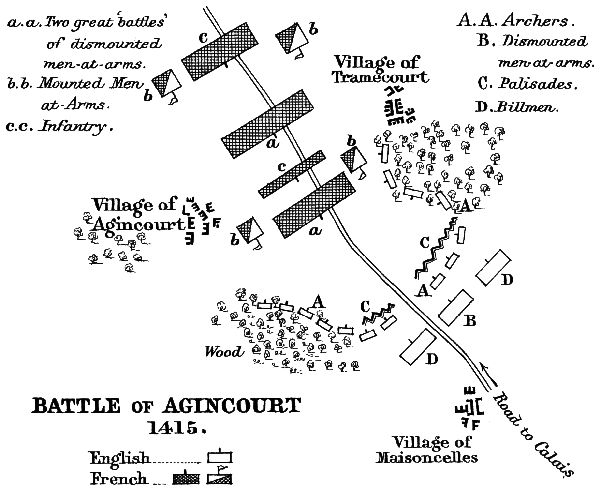 a.a. Two great 'battles'
of dismounted
men-at-arms.
b.b. Mounted Men
at-Arms.
c.c. Infantry.
A.A. Archers.
B. Dismounted
men-at-arms.
C. Palisades.
D. Billmen.
c
b
b
Village of
Tramecourt
a
c
b
Village of
Agincourt
b
a
A
C
D
A
B
A
C
D
Wood
Road to Calais
BATTLE OF AGINCOURT
1415.
Village of
Maisoncelles
English
French